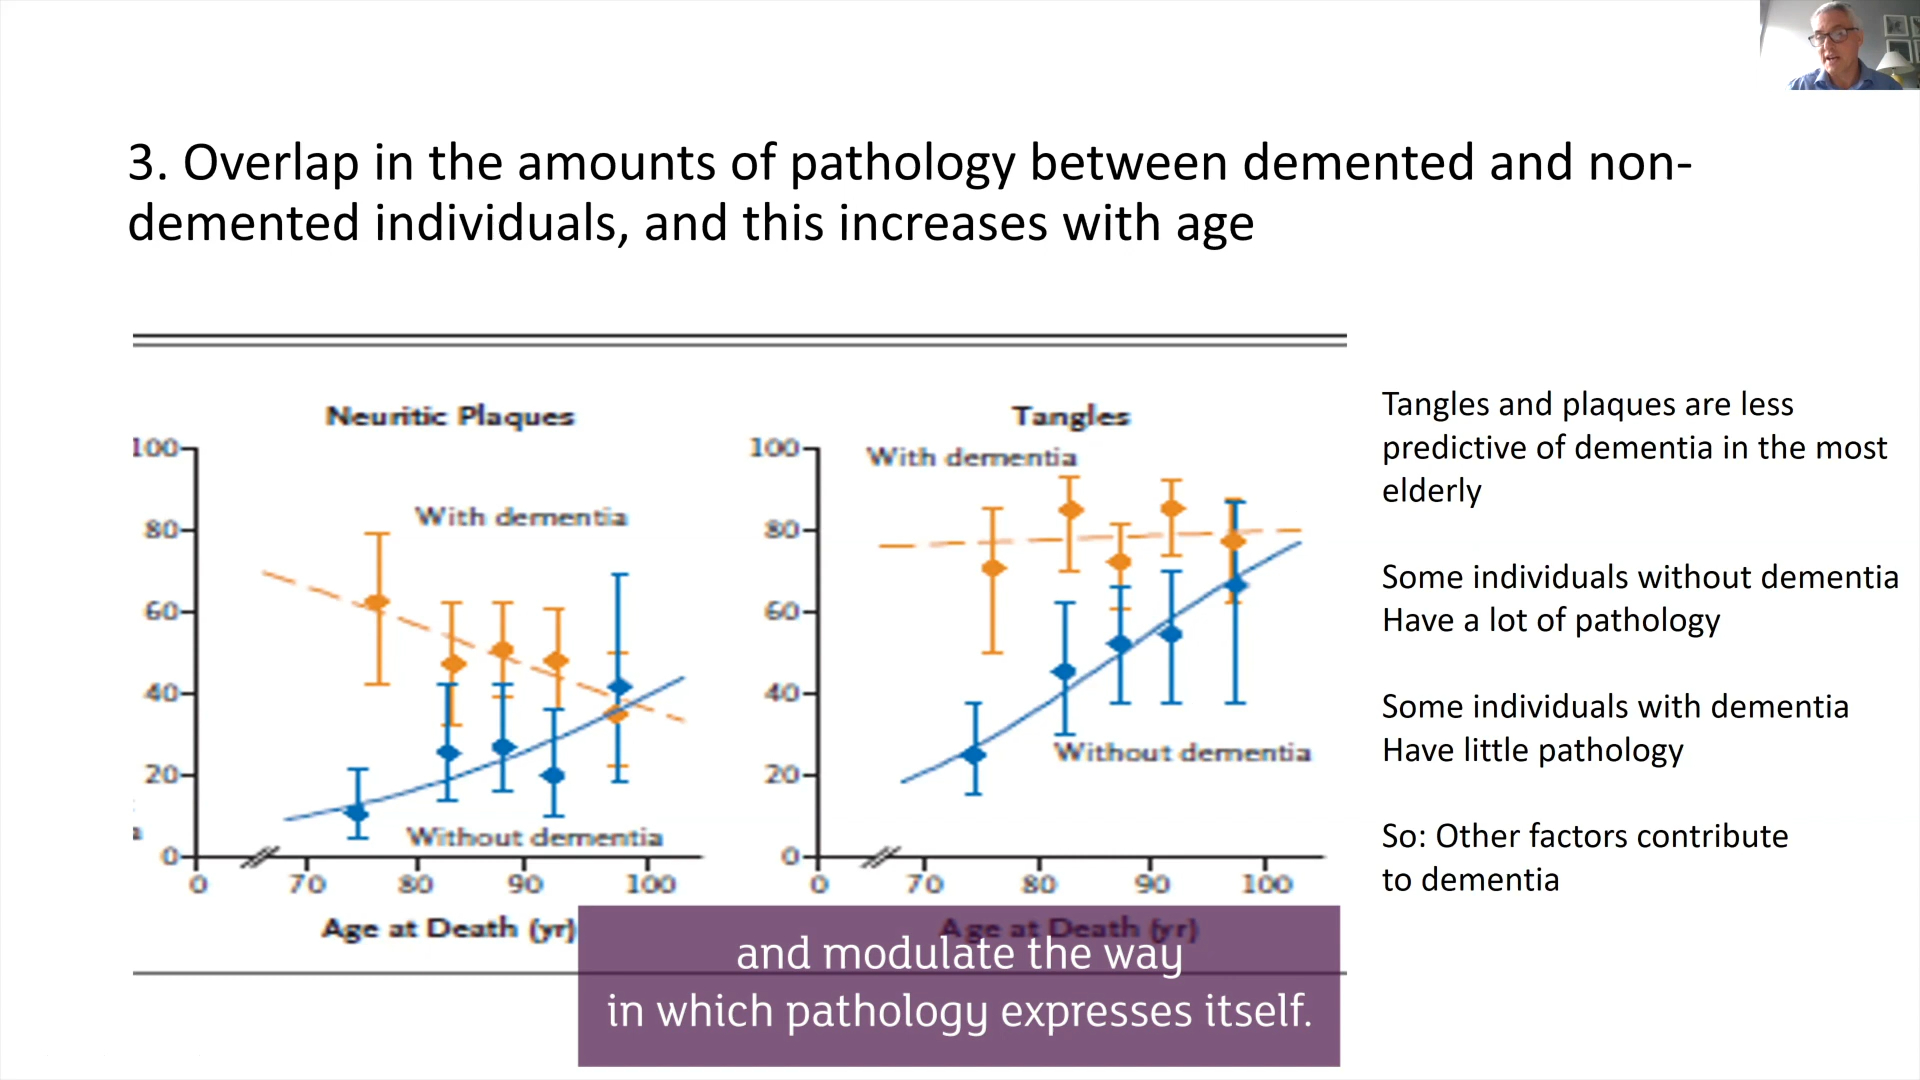 3. Overlap in the amounts of pathology between demented and non-
demented individuals, and this increases with age
Neuritic Plaques
100
80
60
40
20
0
With dementia
Without dementia
0 70 80 90 100
Age at Death (yr)
Tangles
100
80
60
40
20
0
With dementia
Without dementia
0 70 80 90 100
Age at Death (yr)
Tangles and plaques are less
predictive of dementia in the most
elderly
Some individuals without dementia
Have a lot of pathology
Some individuals with dementia
Have little pathology
So: Other factors contribute
to dementia
and modulate the way
in which pathology expresses itself.